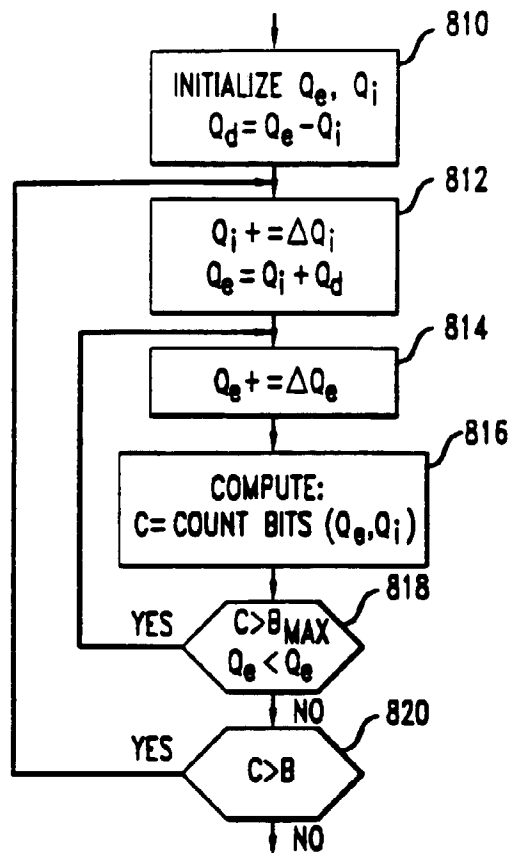 810
INITIALIZE Qe, Qi
Qd=Qe-Qi
812
Qi+=ΔQi
Qe=Qi+Qd
814
Qe+=ΔQe
816
COMPUTE:
C=COUNT BITS (Qe,Qi)
818
YES
C>BMAX
Qe<Qe
NO
820
YES
C>B
NO